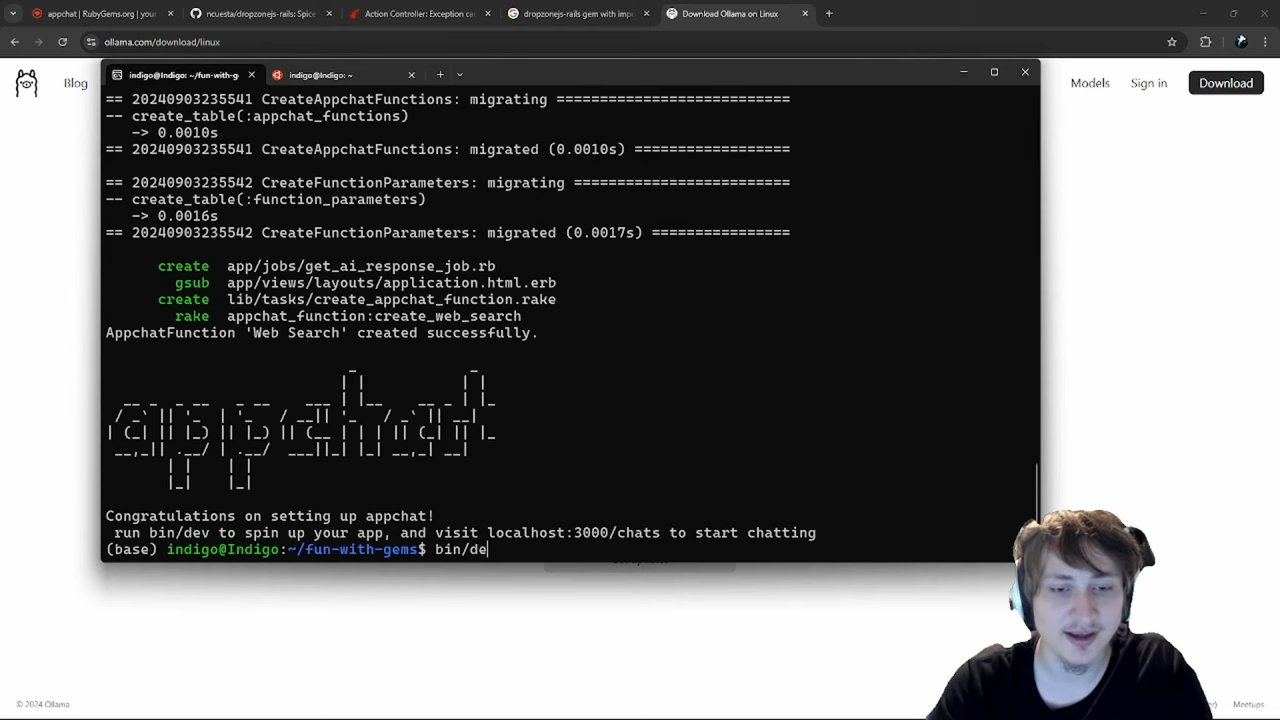 appchat | RubyGems.org | your
ncuesta/dropzonejs-rails: Spice
Action Controller: Exception ca
dropzonejs-rails gem with imp
Download Ollama on Linux
ollama.com/download/linux
Blog
Models
Sign in
Download
indigo@Indigo: ~/fun-with-g
indigo@Indigo: ~
== 20240903235541 CreateAppchatFunctions: migrating ==========================
-- create_table(:appchat_functions)
-> 0.0010s
== 20240903235541 CreateAppchatFunctions: migrated (0.0010s) =================
== 20240903235542 CreateFunctionParameters: migrating ========================
-- create_table(:function_parameters)
-> 0.0016s
== 20240903235542 CreateFunctionParameters: migrated (0.0017s) ===============
create app/jobs/get_ai_response_job.rb
gsub app/views/layouts/application.html.erb
create lib/tasks/create_appchat_function.rake
rake appchat_function:create_web_search
AppchatFunction 'Web Search' created successfully.
appchat
Congratulations on setting up appchat!
run bin/dev to spin up your app, and visit localhost:3000/chats to start chatting
(base) indigo@Indigo:~/fun-with-gems$ bin/de
© 2024 Ollama
Meetups